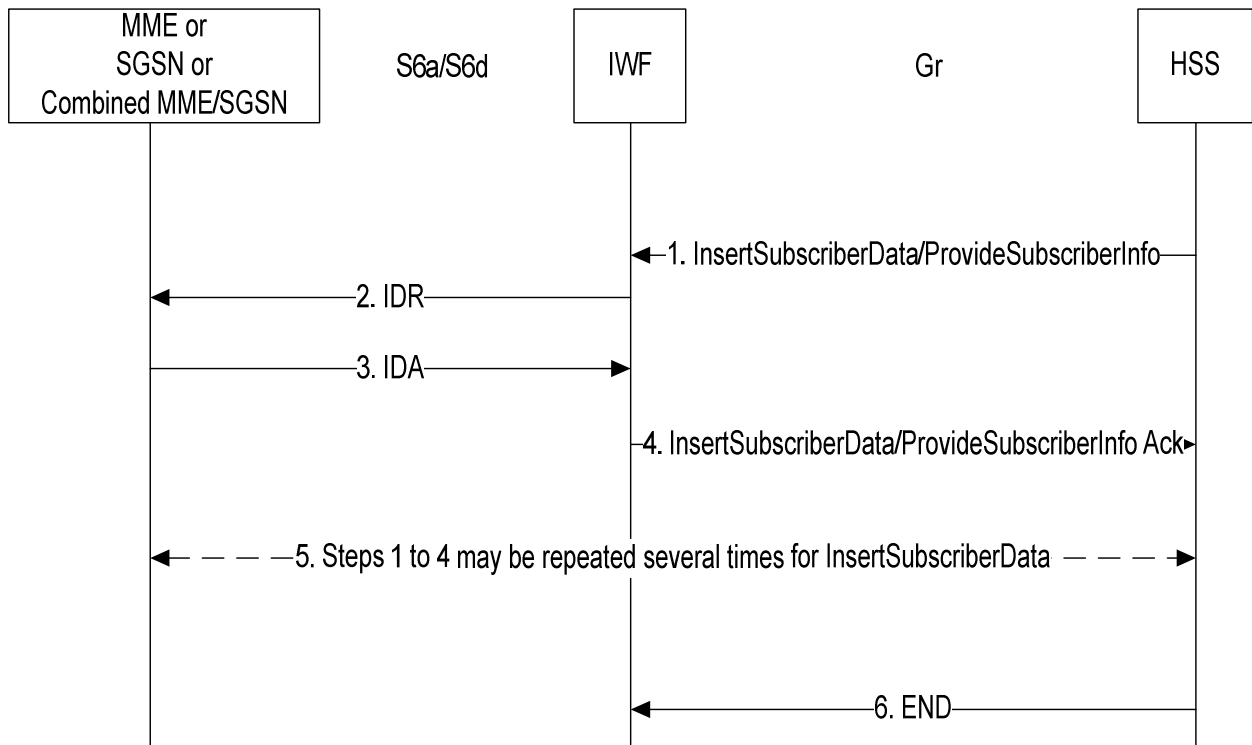 MME or
SGSN or
Combined MME/SGSN
S6a/S6d
IWF
Gr
HSS
1. InsertSubscriberData/ProvideSubscriberInfo
2. IDR
3. IDA
4. InsertSubscriberData/ProvideSubscriberInfo Ack
5. Steps 1 to 4 may be repeated several times for InsertSubscriberData
6. END